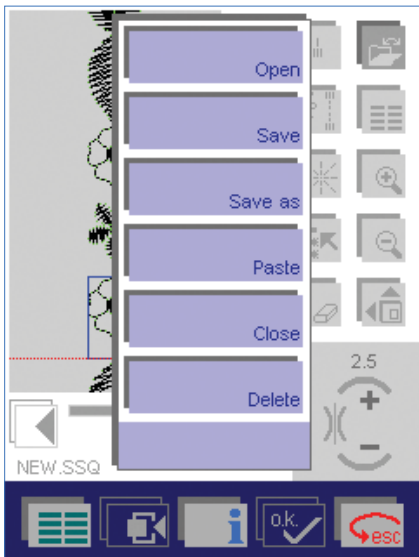 Open
Save
Save as
Paste
Close
Delete
2.5
+
−
NEW.SSQ
i
o.k.
esc